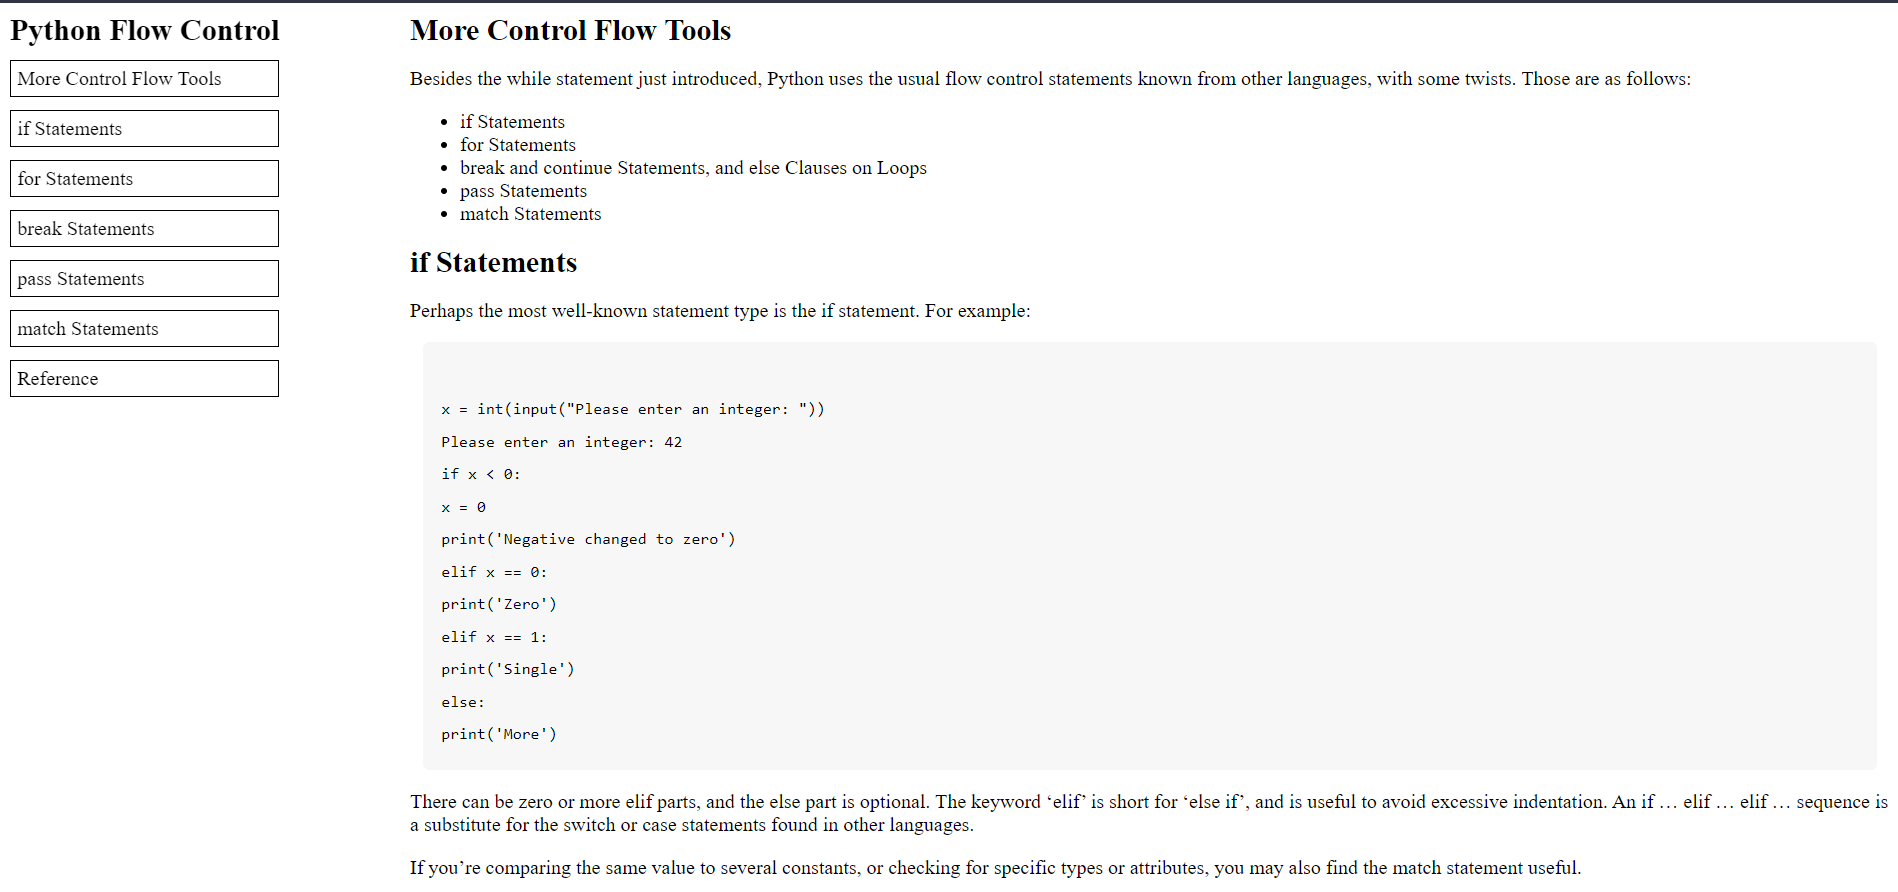 Python Flow Control
More Control Flow Tools
if Statements
for Statements
break Statements
pass Statements
match Statements
Reference
More Control Flow Tools
Besides the while statement just introduced, Python uses the usual flow control statements known from other languages, with some twists. Those are as follows:
• if Statements
• for Statements
• break and continue Statements, and else Clauses on Loops
• pass Statements
• match Statements
if Statements
Perhaps the most well-known statement type is the if statement. For example:
x = int(input("Please enter an integer: "))
Please enter an integer: 42
if x < 0:
x = 0
print('Negative changed to zero')
elif x == 0:
print('Zero')
elif x == 1:
print('Single')
else:
print('More')
There can be zero or more elif parts, and the else part is optional. The keyword ‘elif’ is short for ‘else if’, and is useful to avoid excessive indentation. An if … elif … elif … sequence is
a substitute for the switch or case statements found in other languages.
If you’re comparing the same value to several constants, or checking for specific types or attributes, you may also find the match statement useful.